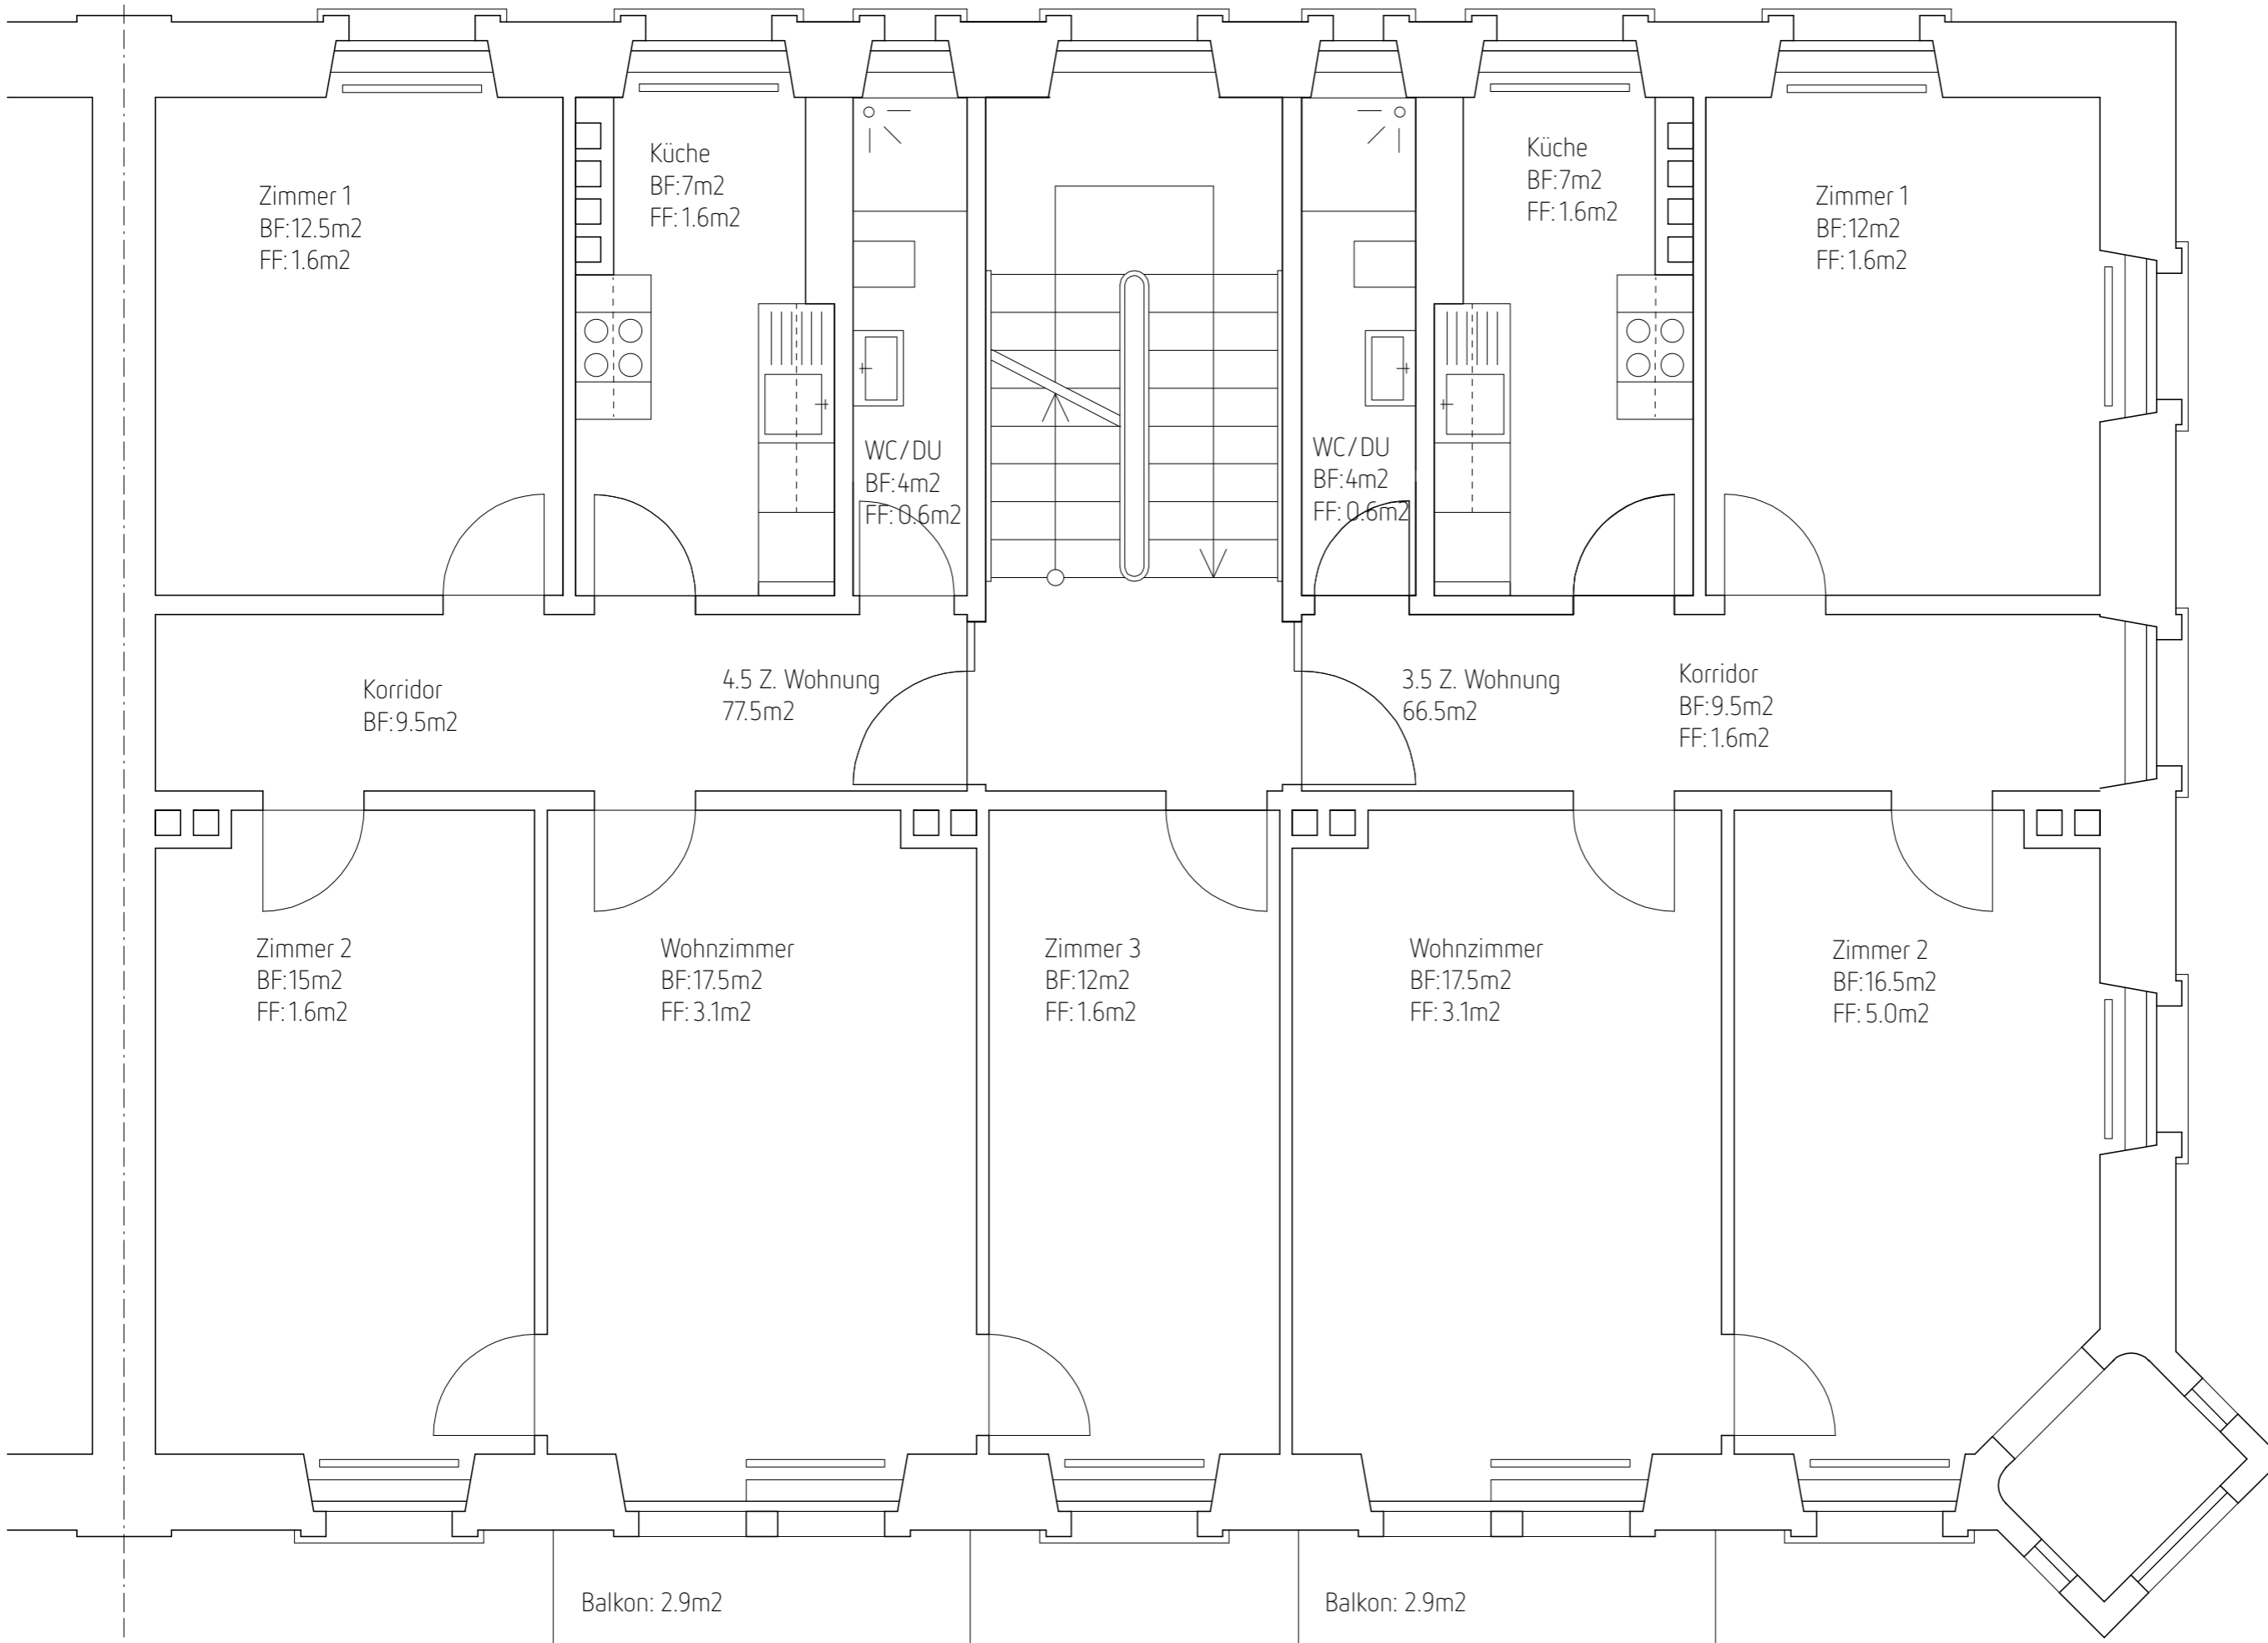 Zimmer 1
BF:12.5m2
FF:1.6m2
Küche
BF:7m2
FF:1.6m2
WC/DU
BF:4m2
FF: 0.6m2
WC/DU
BF:4m2
FF: 0.6m2
Küche
BF:7m2
FF:1.6m2
Zimmer 1
BF:12m2
FF:1.6m2
Korridor
BF:9.5m2
4.5 Z. Wohnung
77.5m2
3.5 Z. Wohnung
66.5m2
Korridor
BF:9.5m2
FF:1.6m2
Zimmer 2
BF:15m2
FF:1.6m2
Wohnzimmer
BF:17.5m2
FF: 3.1m2
Zimmer 3
BF:12m2
FF:1.6m2
Wohnzimmer
BF:17.5m2
FF: 3.1m2
Zimmer 2
BF:16.5m2
FF: 5.0m2
Balkon: 2.9m2
Balkon: 2.9m2